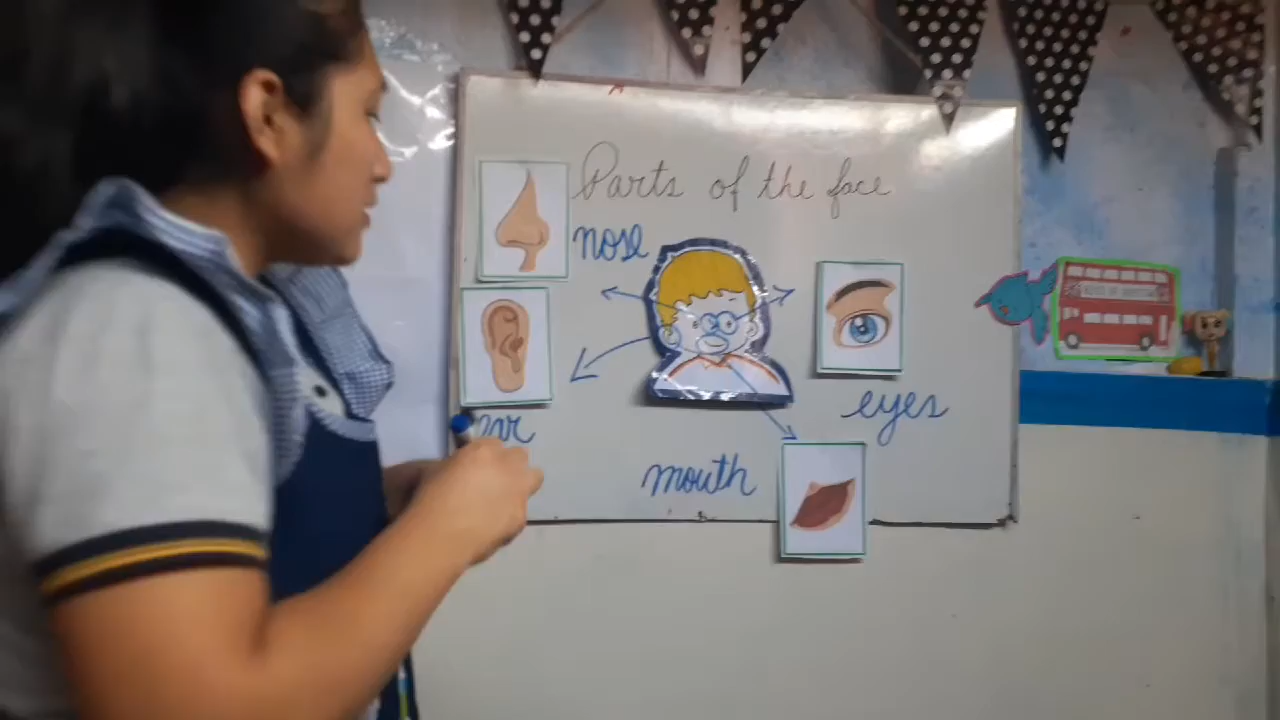 Parts of the face
nose
eyes
mouth